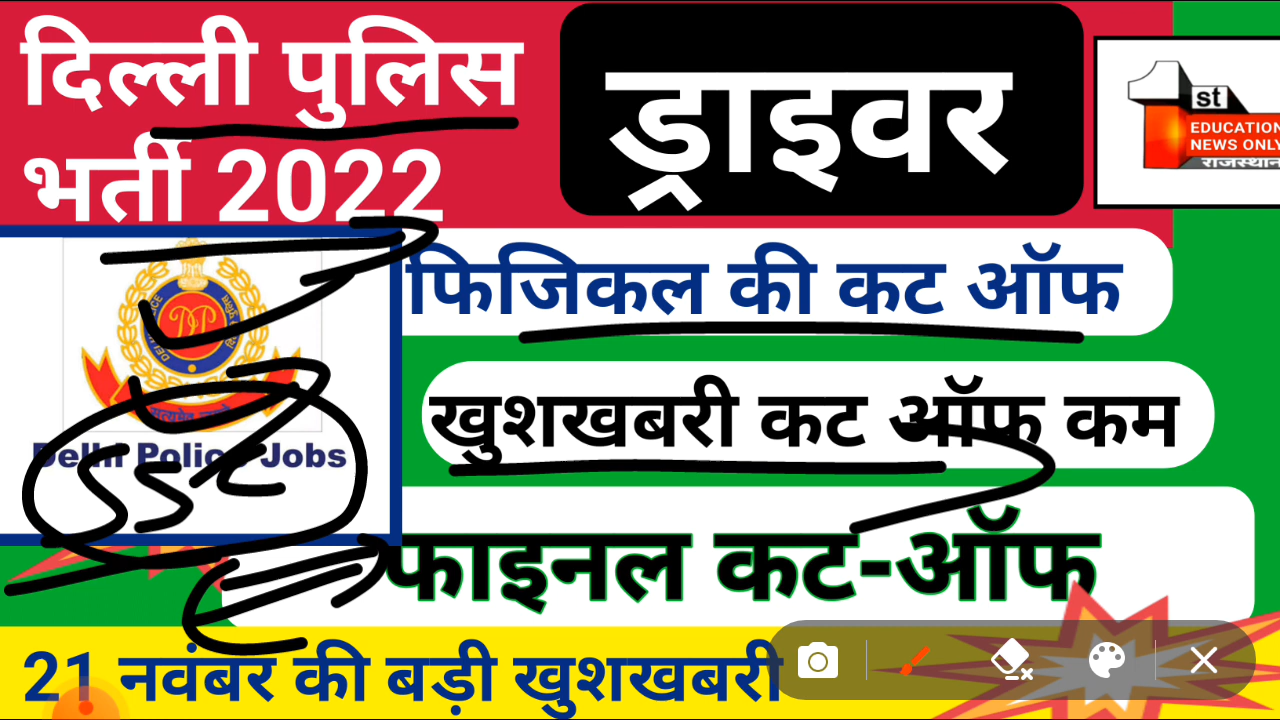 दिल्ली पुलिस
भर्ती 2022
ड्राइवर
1st
EDUCATION
NEWS ONLY
राजस्थान
फिजिकल की कट ऑफ
खुशखबरी कट ऑफ कम
Delhi Police Jobs
SSC
फाइनल कट-ऑफ
21 नवंबर की बड़ी खुशखबरी